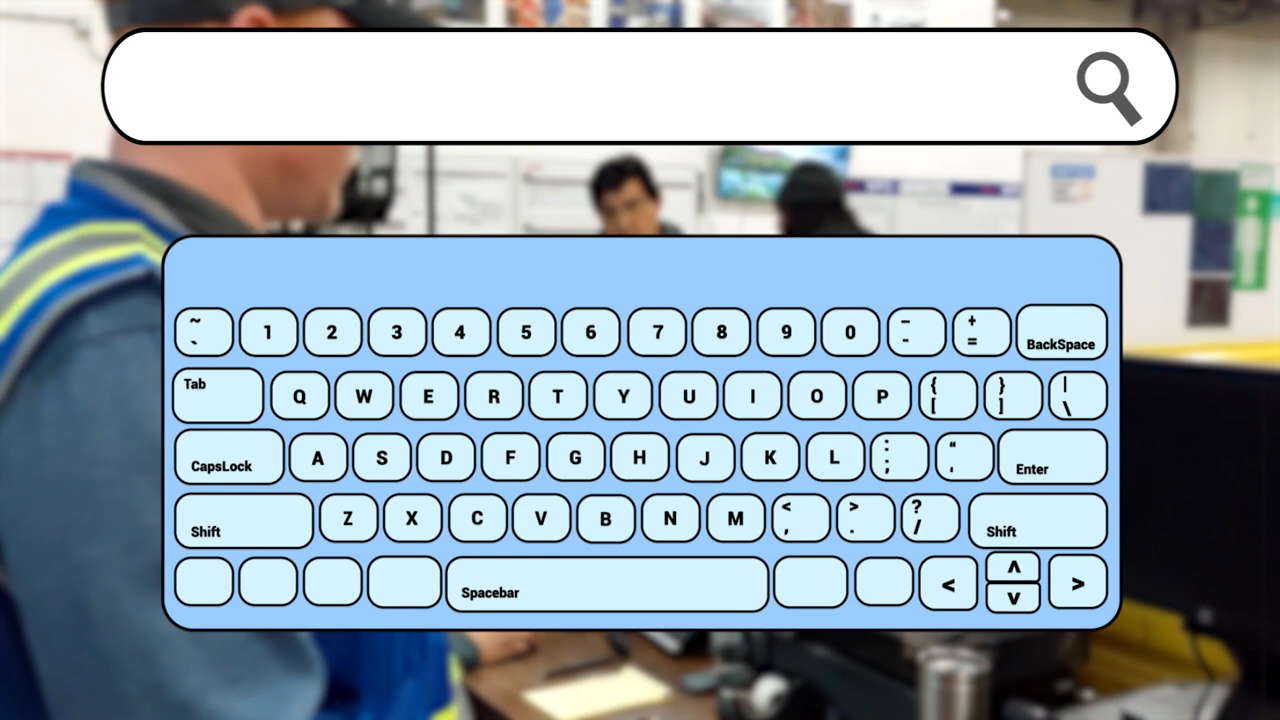 ~ 1 2 3 4 5 6 7 8 9 0 – +
` - = BackSpace
Tab Q W E R T Y U I O P { } |
[ ] \
CapsLock A S D F G H J K L : “ Enter
; ‘
Shift Z X C V B N M < > ? Shift
, . /
Spacebar < ʌ >
v